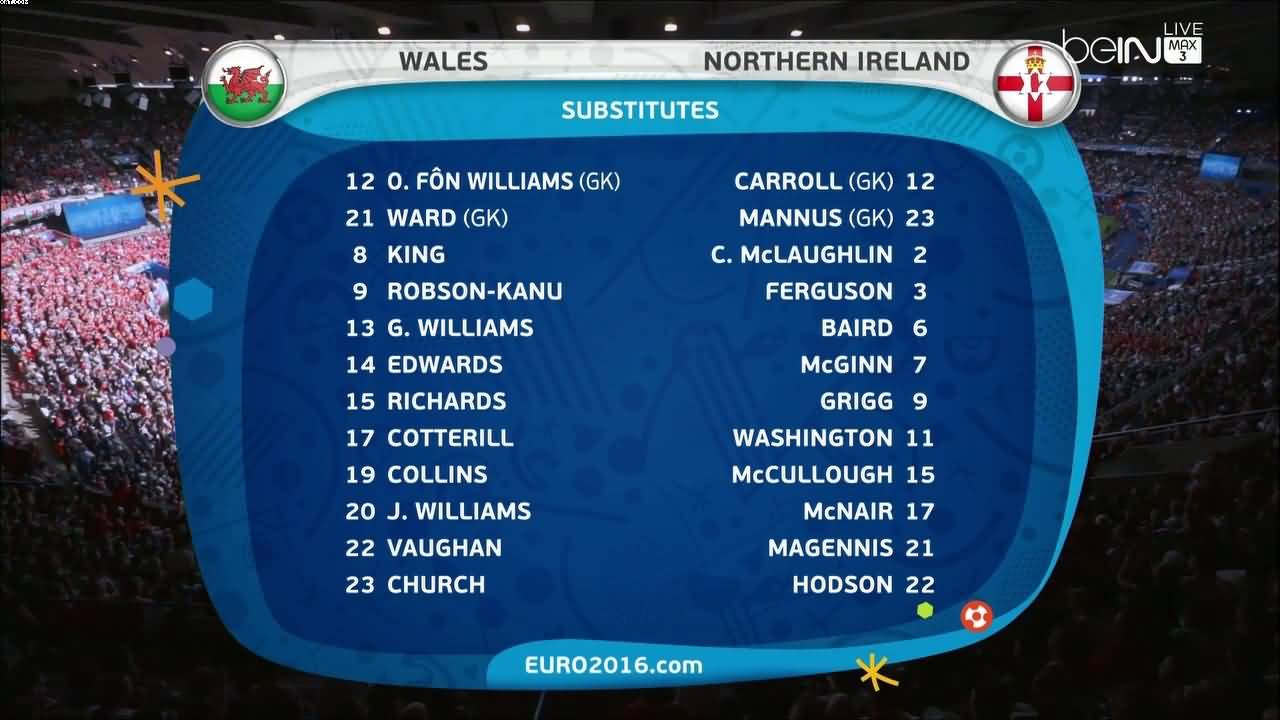 WALES NORTHERN IRELAND
beIN LIVE MAX 3
SUBSTITUTES
12 O. FÔN WILLIAMS (GK) CARROLL (GK) 12
21 WARD (GK) MANNUS (GK) 23
8 KING C. McLAUGHLIN 2
9 ROBSON-KANU FERGUSON 3
13 G. WILLIAMS BAIRD 6
14 EDWARDS McGINN 7
15 RICHARDS GRIGG 9
17 COTTERILL WASHINGTON 11
19 COLLINS McCULLOUGH 15
20 J. WILLIAMS McNAIR 17
22 VAUGHAN MAGENNIS 21
23 CHURCH HODSON 22
EURO2016.com